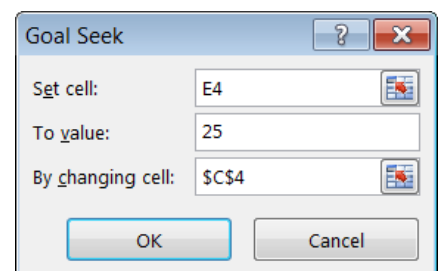 Goal Seek
Set cell: E4
To value: 25
By changing cell: $C$4
OK Cancel